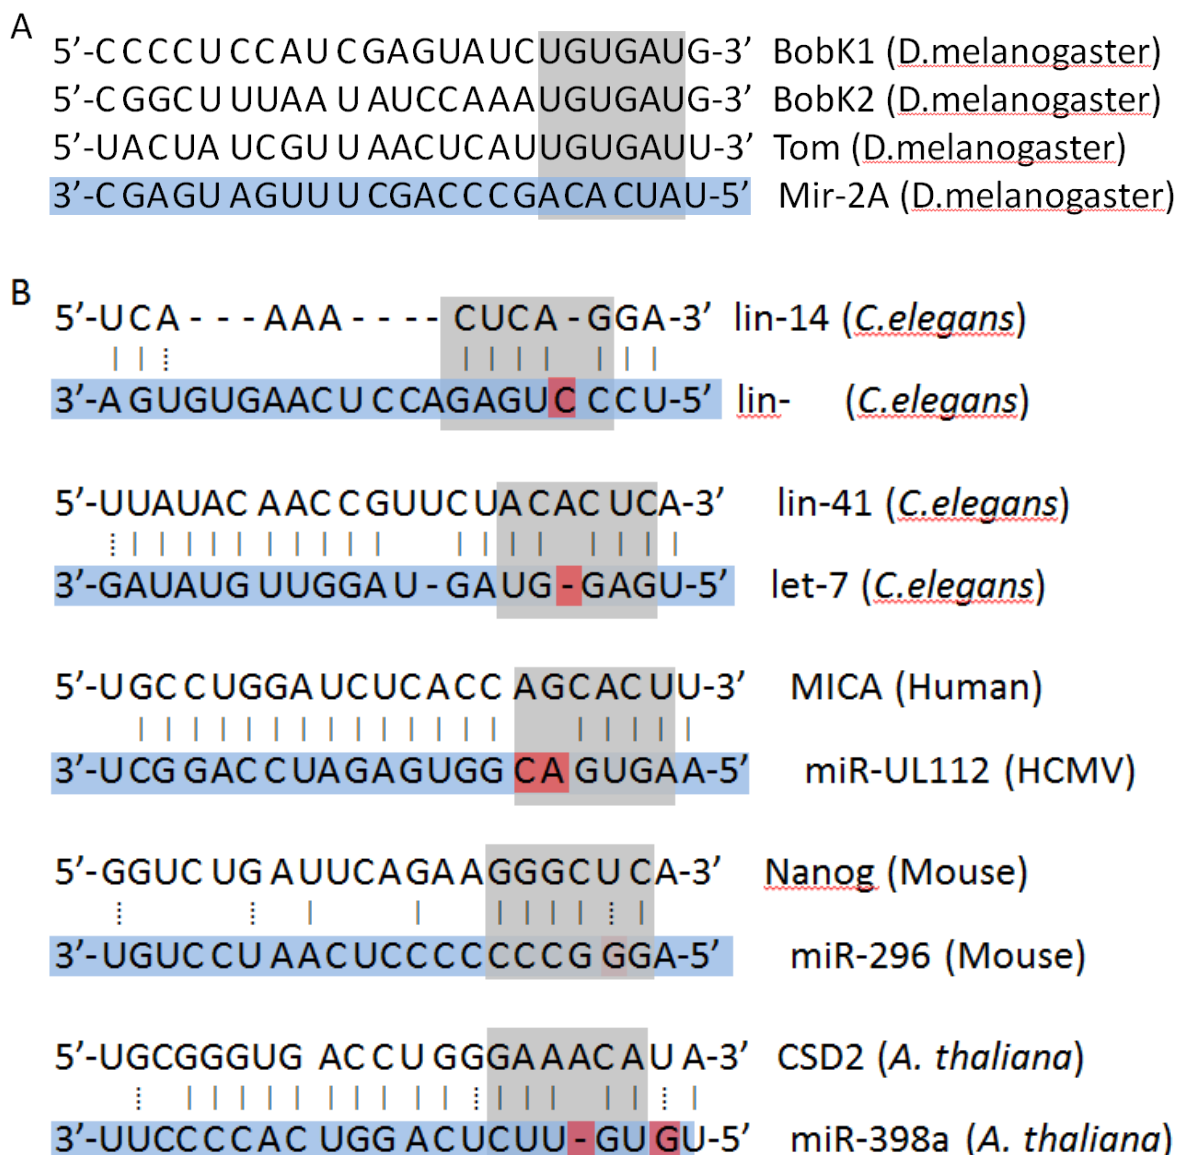 A
5’-CCCCUCCAUCGAGUAUCUGUGAUG-3’ BobK1 (D.melanogaster)
5’-CGGCUUUAAUAUCCAAAUGUGAUG-3’ BobK2 (D.melanogaster)
5’-UACUAUCGUUAACUCAUUGUGAUU-3’ Tom (D.melanogaster)
3’-CGAGUAGUUUCGACCCGACACUAU-5’ Mir-2A (D.melanogaster)
B
5’-UCA---AAA----CUCA-GGA-3’ lin-14 (C.elegans)
3’-AGUGUGAACUCCAGAGUCCCU-5’ lin- (C.elegans)
5’-UUAUACAACCGUUCUACACUCA-3’ lin-41 (C.elegans)
3’-GAUAUGUUGGAU-GAUG-GAGU-5’ let-7 (C.elegans)
5’-UGCCUGGAUCUCACCAGCACUU-3’ MICA (Human)
3’-UCGGACCUAGAGUGGCAGUGAA-5’ miR-UL112 (HCMV)
5’-GGUCUGAUUCAGAAGGGCUCA-3’ Nanog (Mouse)
3’-UGUCCUAACUCCCCCCCGGGA-5’ miR-296 (Mouse)
5’-UGCGGGUGACCUGGGAAACAUA-3’ CSD2 (A. thaliana)
3’-UUCCCCACUGGACUCUU-GUGU-5’ miR-398a (A. thaliana)